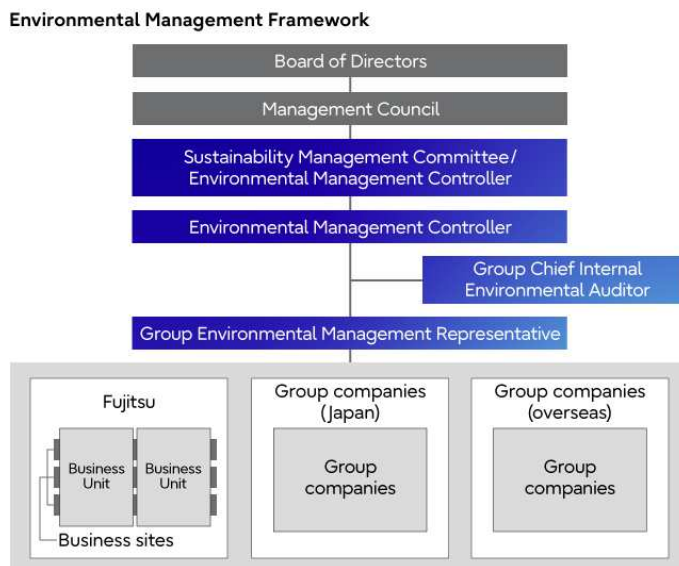 Environmental Management Framework
Board of Directors
Management Council
Sustainability Management Committee/
Environmental Management Controller
Environmental Management Controller
Group Chief Internal
Environmental Auditor
Group Environmental Management Representative
Fujitsu
Business
Unit
Business
Unit
Business sites
Group companies
(Japan)
Group
companies
Group companies
(overseas)
Group
companies